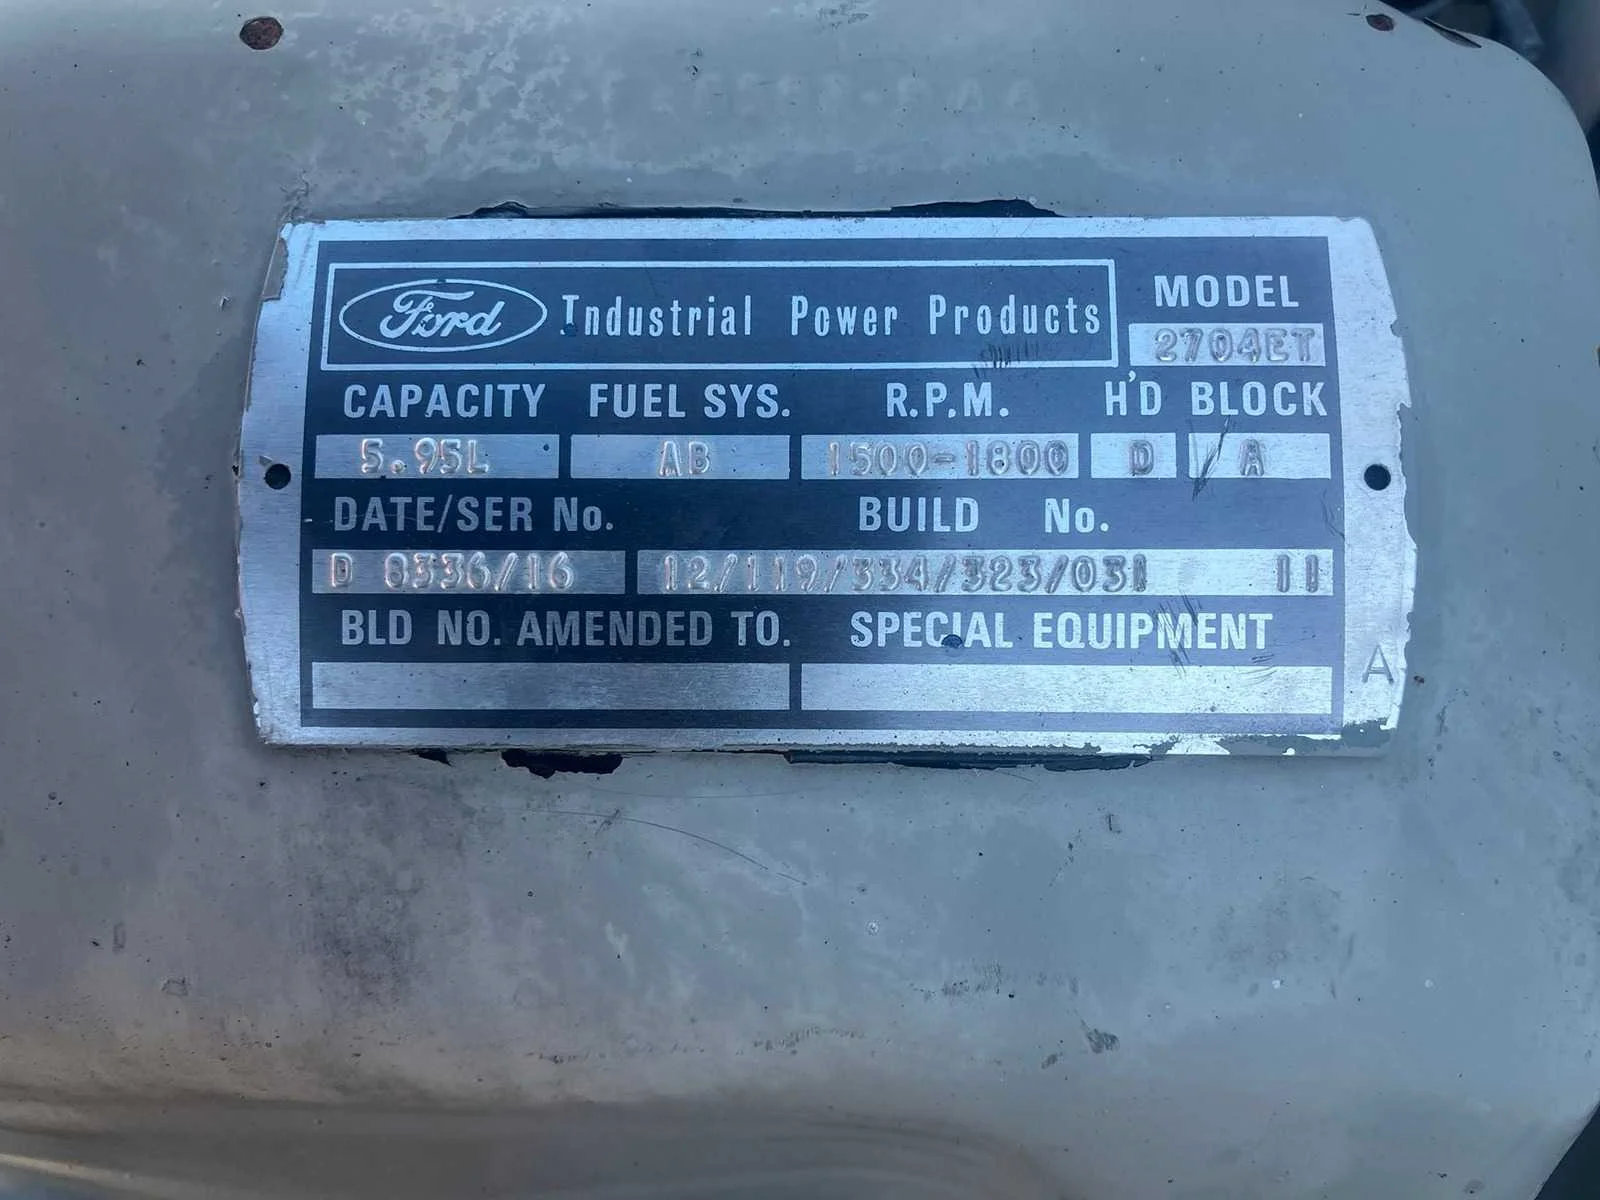 Ford Industrial Power Products
MODEL
2704ET
CAPACITY FUEL SYS. R.P.M. H'D BLOCK
5.95L AB 1500-1800 D A
DATE/SER No. BUILD No.
D 8336/16 12/119/334/323/031 11
BLD NO. AMENDED TO. SPECIAL EQUIPMENT
A